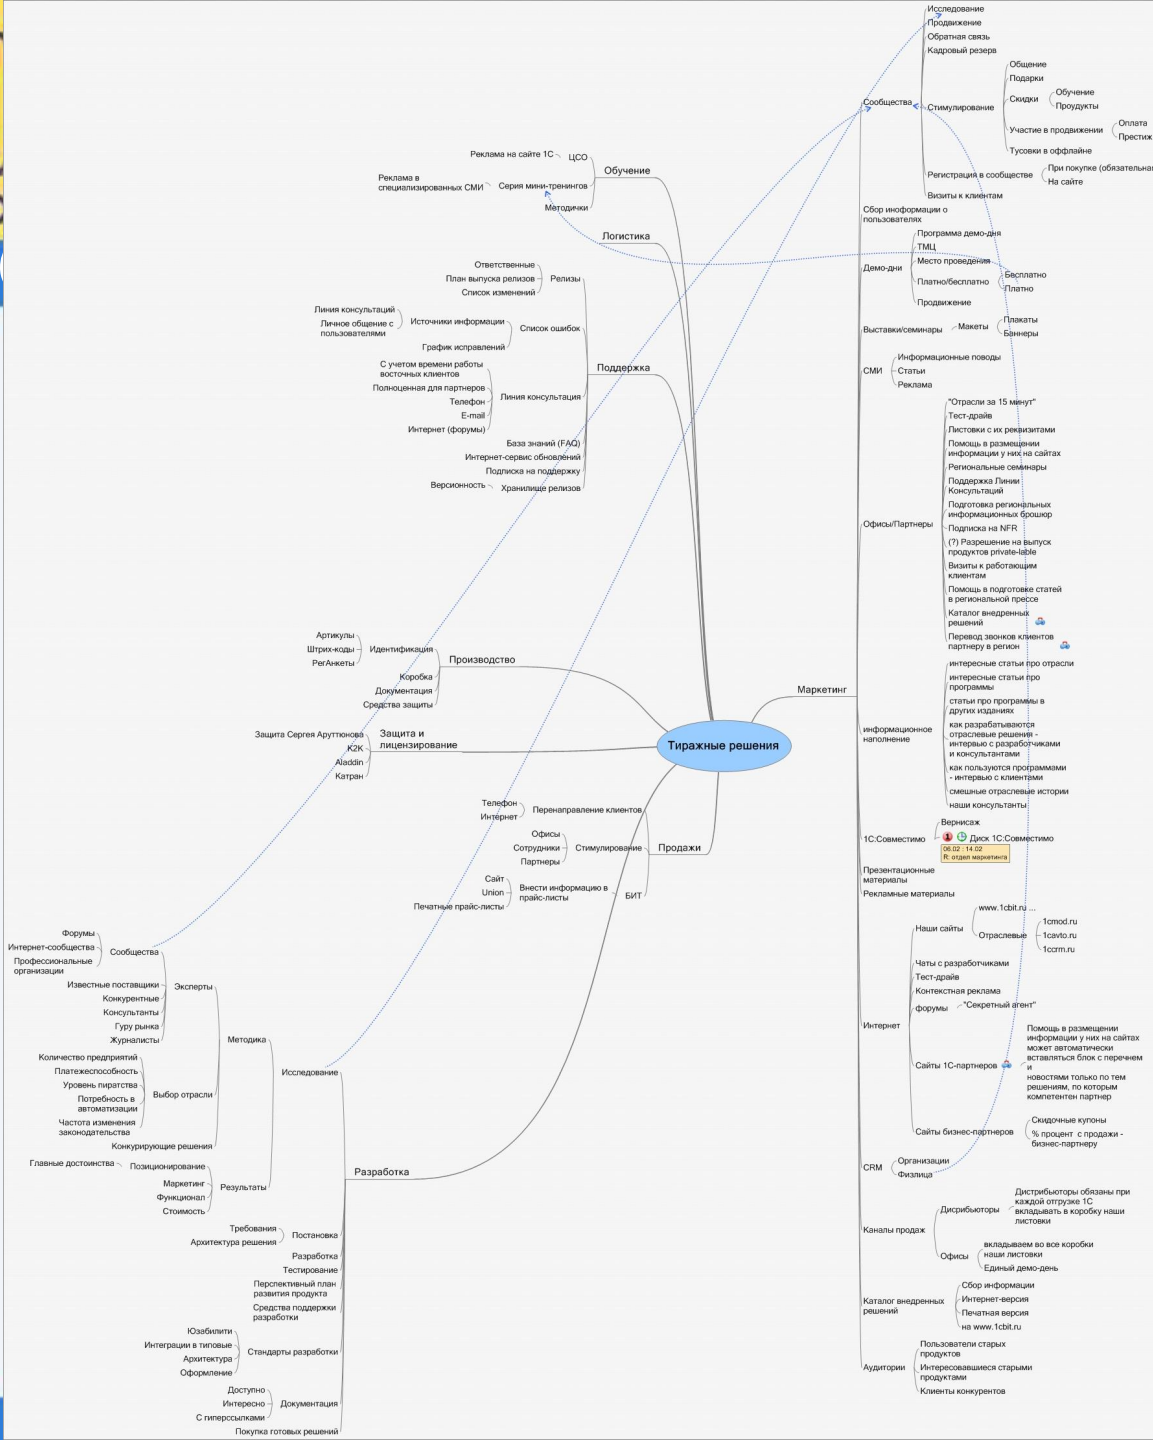 Тиражные решения
Обучение
ЦСО
Реклама на сайте 1С
Серия мини-тренингов
Реклама в
специализированных СМИ
Методички
Логистика
Поддержка
Релизы
Ответственные
План выпуска релизов
Список изменений
Список ошибок
Источники информации
Линия консультаций
Личное общение с
пользователями
График исправлений
Линия консультация
С учетом времени работы
восточных клиентов
Полноценная для партнеров
Телефон
E-mail
Интернет (форумы)
База знаний (FAQ)
Интернет-сервис обновлений
Подписка на поддержку
Хранилище релизов
Версионность
Производство
Идентификация
Артикулы
Штрих-коды
РегАнкеты
Коробка
Документация
Средства защиты
Защита и
лицензирование
Защита Сергея Аруттюнова
K2K
Aladdin
Катран
Продажи
Перенаправление клиентов
Телефон
Интернет
Стимулирование
Офисы
Сотрудники
Партнеры
БИТ
Внести информацию в
прайс-листы
Сайт
Union
Печатные прайс-листы
Разработка
Исследование
Методика
Эксперты
Сообщества
Форумы
Интернет-сообщества
Профессиональные
организации
Известные поставщики
Конкурентные
Консультанты
Гуру рынка
Журналисты
Выбор отрасли
Количество предприятий
Платежеспособность
Уровень пиратства
Потребность в
автоматизации
Частота изменения
законодательства
Конкурирующие решения
Результаты
Позиционирование
Главные достоинства
Маркетинг
Функционал
Стоимость
Постановка
Требования
Архитектура решения
Разработка
Тестирование
Перспективный план
развития продукта
Средства поддержки
разработки
Стандарты разработки
Юзабилити
Интеграции в типовые
Архитектура
Оформление
Документация
Доступно
Интересно
С гиперссылками
Покупка готовых решений
Маркетинг
Сообщества
Исследование
Продвижение
Обратная связь
Кадровый резерв
Стимулирование
Общение
Подарки
Скидки
Обучение
Проудукты
Участие в продвижении
Оплата
Престиж
Тусовки в оффлайне
Регистрация в сообществе
При покупке (обязательна
На сайте
Визиты к клиентам
Сбор иноформации о
пользователях
Демо-дни
Программа демо-дня
ТМЦ
Место проведения
Платно/бесплатно
Бесплатно
Платно
Продвижение
Выставки/семинары
Макеты
Плакаты
Баннеры
СМИ
Информационные поводы
Статьи
Реклама
Офисы/Партнеры
"Отрасли за 15 минут"
Тест-драйв
Листовки с их реквизитами
Помощь в размещении
информации у них на сайтах
Региональные семинары
Поддержка Линии
Консультаций
Подготовка региональных
информационных брошюр
Подписка на NFR
(?) Разрешение на выпуск
продуктов private-lable
Визиты к работающим
клиентам
Помощь в подготовке статей
в региональной прессе
Каталог внедренных
решений
Перевод звонков клиентов
партнеру в регион
информационное
наполнение
интересные статьи про отрасли
интересные статьи про
программы
статьи про программы в
других изданиях
как разрабатываются
отраслевые решения -
интервью с разработчиками
и консультантами
как пользуются программами
- интервью с клиентами
смешные отраслевые истории
наши консультанты
1С:Совместимо
Вернисаж
1
Диск 1С:Совместимо
06.02 : 14.02
R: отдел маркетинга
Презентационные
материалы
Рекламные материалы
Интернет
Наши сайты
www.1cbit.ru ...
Отраслевые
1cmod.ru
1cavto.ru
1ccrm.ru
Чаты с разработчиками
Тест-драйв
Контекстная реклама
форумы
"Секретный агент"
Сайты 1С-партнеров
Помощь в размещении
информации у них на сайтах
может автоматически
вставляться блок с перечнем
и
новостями только по тем
решениям, по которым
компетентен партнер
Сайты бизнес-партнеров
Скидочные купоны
% процент с продажи -
бизнес-партнеру
CRM
Организации
Физлица
Каналы продаж
Дисрибьюторы
Дистрибьюторы обязаны при
каждой отгрузке 1С
вкладывать в коробку наши
листовки
Офисы
вкладываем во все коробки
наши листовки
Единый демо-день
Каталог внедренных
решений
Сбор информации
Интернет-версия
Печатная версия
на www.1cbit.ru
Аудитории
Пользователи старых
продуктов
Интересовавшиеся старыми
продуктами
Клиенты конкурентов